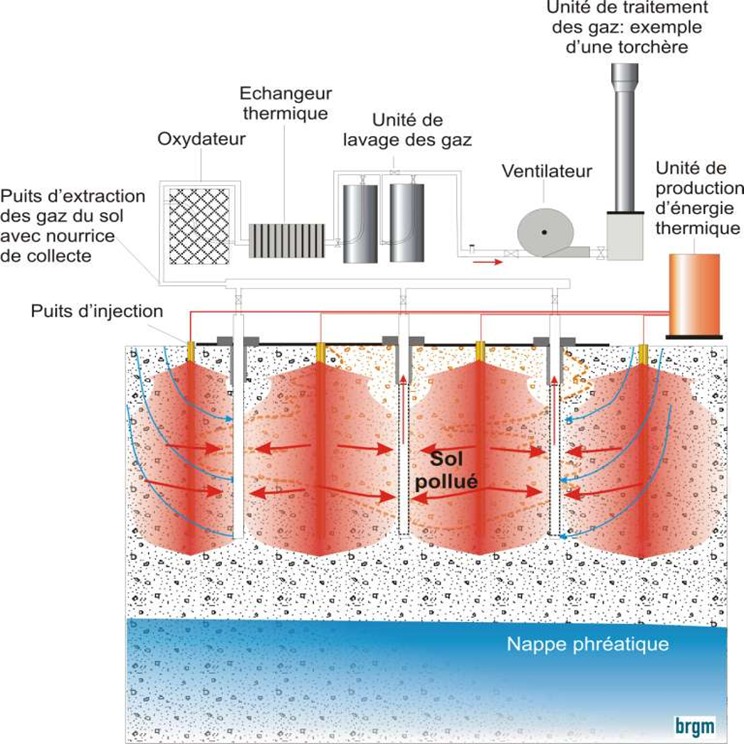 Unité de traitement
des gaz: exemple
d'une torchère
Echangeur
thermique
Unité de
lavage des gaz
Oxydateur
Ventilateur
Unité de
production
d'énergie
thermique
Puits d'extraction
des gaz du sol
avec nourrice
de collecte
Puits d'injection
Sol
pollué
Nappe phréatique
brgm